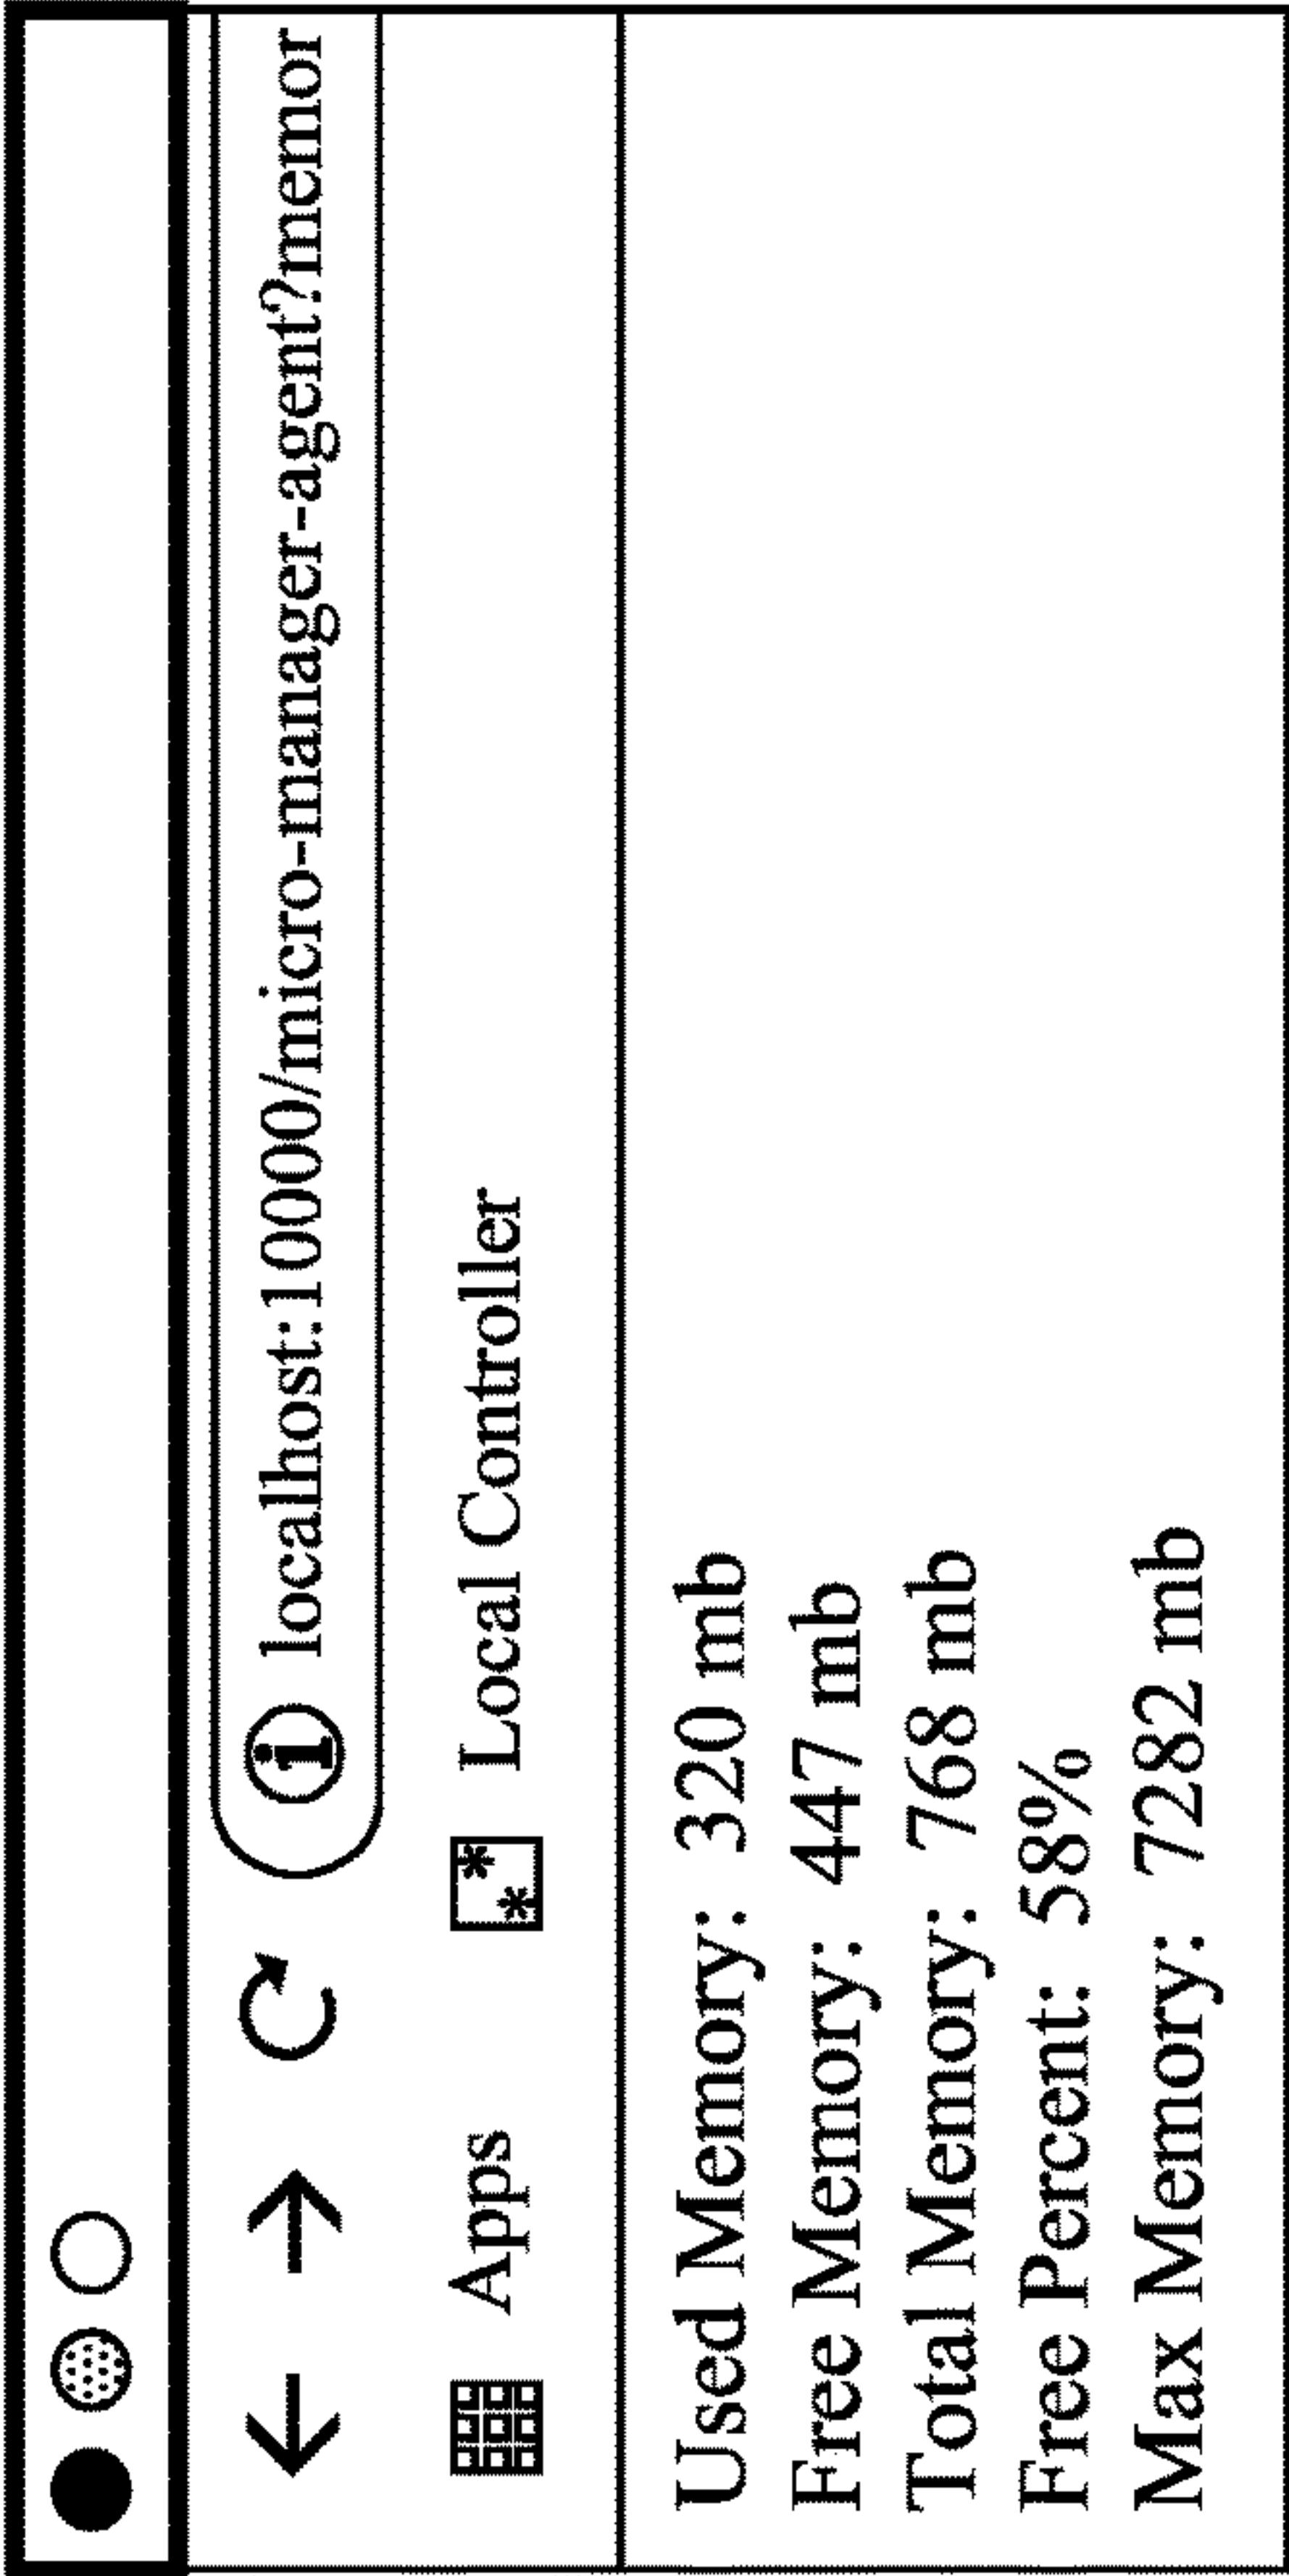 localhost:10000/micro-manager-agent?memor
Apps Local Controller
Used Memory: 320 mb
Free Memory: 447 mb
Total Memory: 768 mb
Free Percent: 58%
Max Memory: 7282 mb